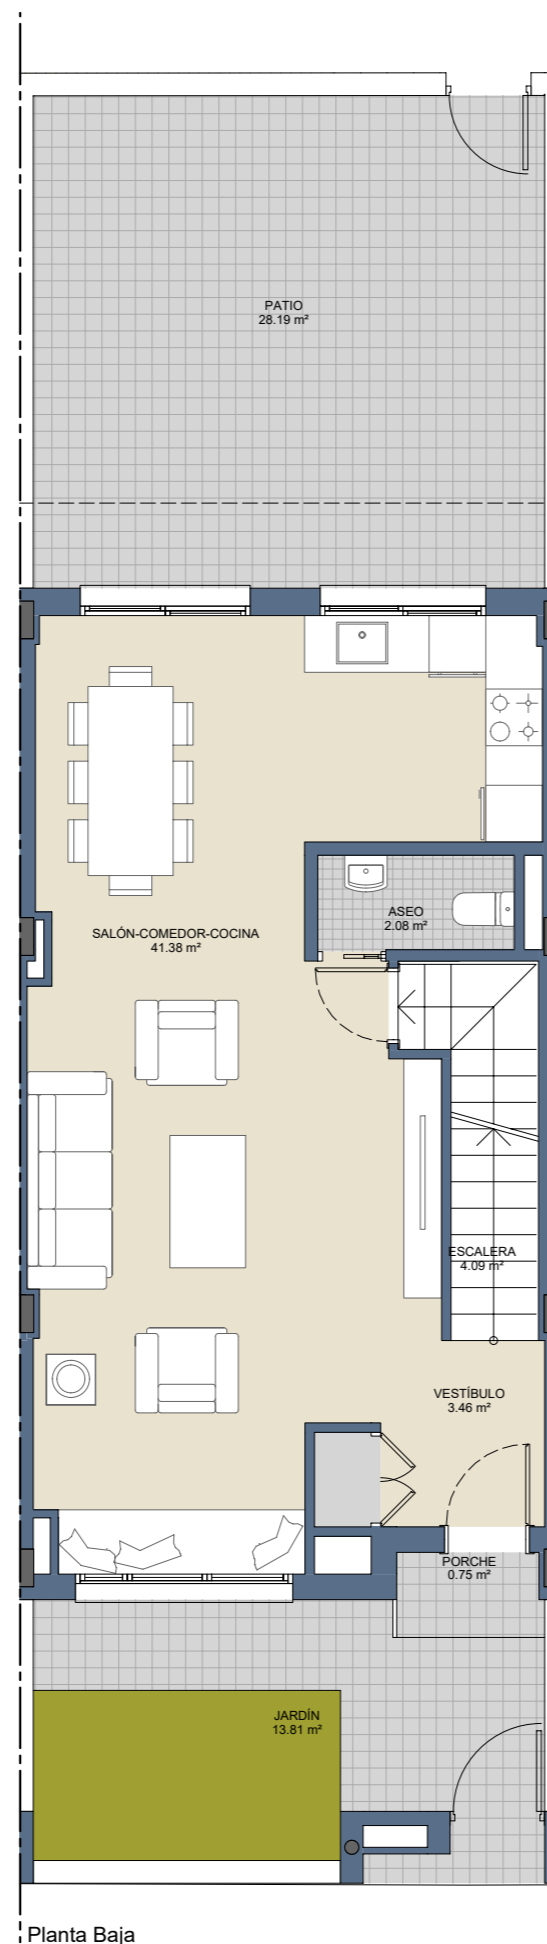 PATIO
28.19 m²
SALÓN-COMEDOR-COCINA
41.38 m²
ASEO
2.08 m²
ESCALERA
4.09 m²
VESTÍBULO
3.46 m²
PORCHE
0.75 m²
JARDÍN
13.81 m²
Planta Baja